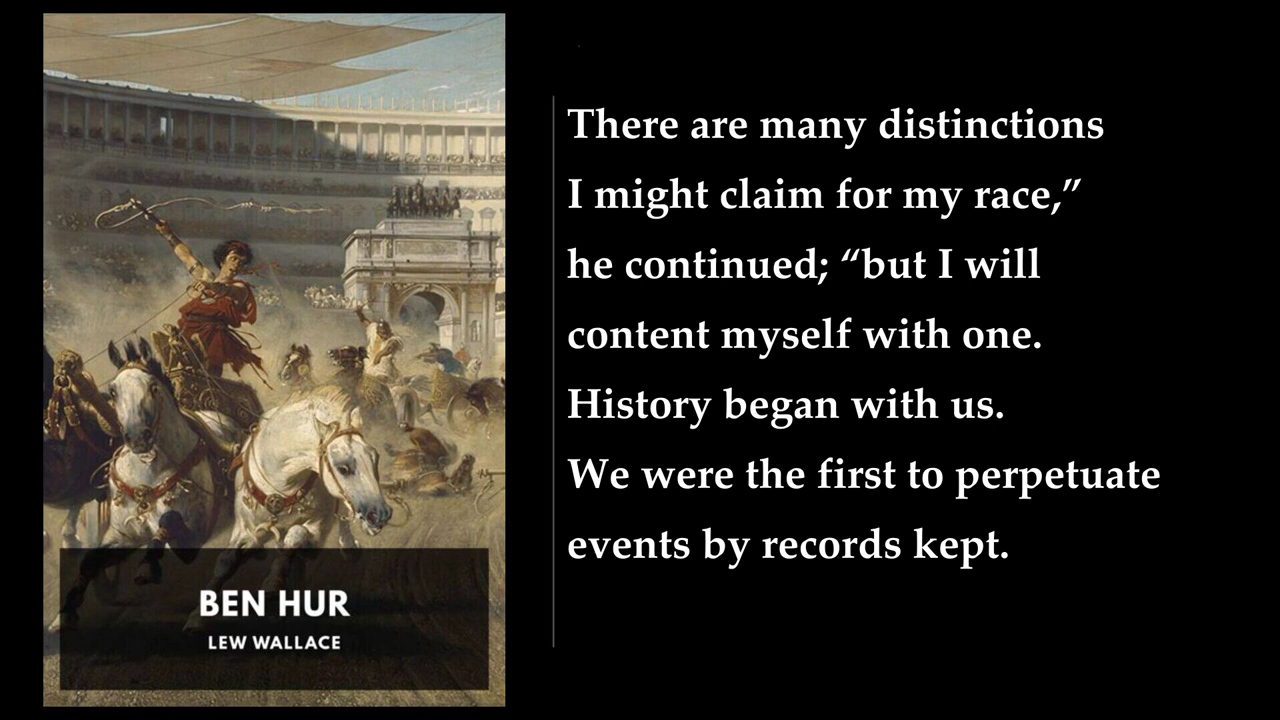 There are many distinctions
I might claim for my race,”
he continued; “but I will
content myself with one.
History began with us.
We were the first to perpetuate
events by records kept.
BEN HUR
LEW WALLACE